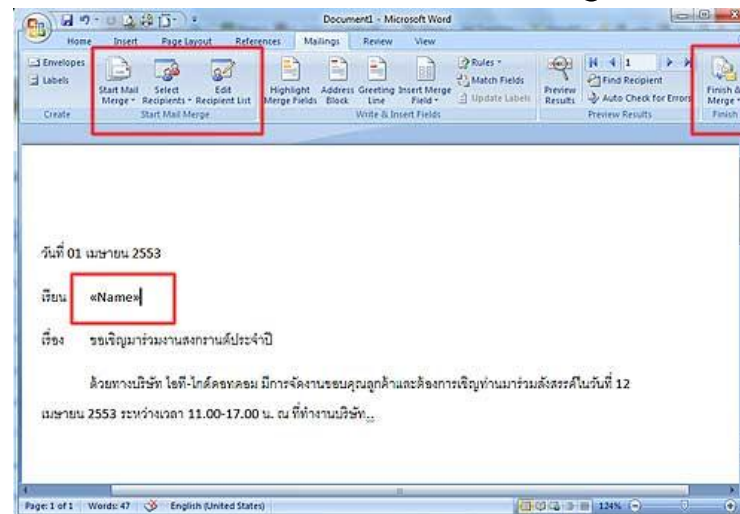 Document1 - Microsoft Word
Home Insert Page Layout References Mailings Review View
Envelopes
Labels
Create
Start Mail Merge
Select Recipients
Edit Recipient List
Start Mail Merge
Highlight Merge Fields
Address Block
Greeting Line
Insert Merge Field
Rules
Match Fields
Update Labels
Write & Insert Fields
Preview Results
1
Find Recipient
Auto Check for Errors
Preview Results
Finish & Merge
Finish
วันที่ 01 เมษายน 2553
เรียน «Name»
เรื่อง ขอเชิญมาร่วมงานสงกรานต์ประจำปี
ด้วยทางบริษัท ไอที-ไกด์ดอทคอม มีการจัดงานขอบคุณลูกค้าและต้องการเชิญท่านมาร่วมสังสรรค์ในวันที่ 12
เมษายน 2553 ระหว่างเวลา 11.00-17.00 น. ณ ที่ทำงานบริษัท..
Page: 1 of 1 Words: 47 English (United States) 124%